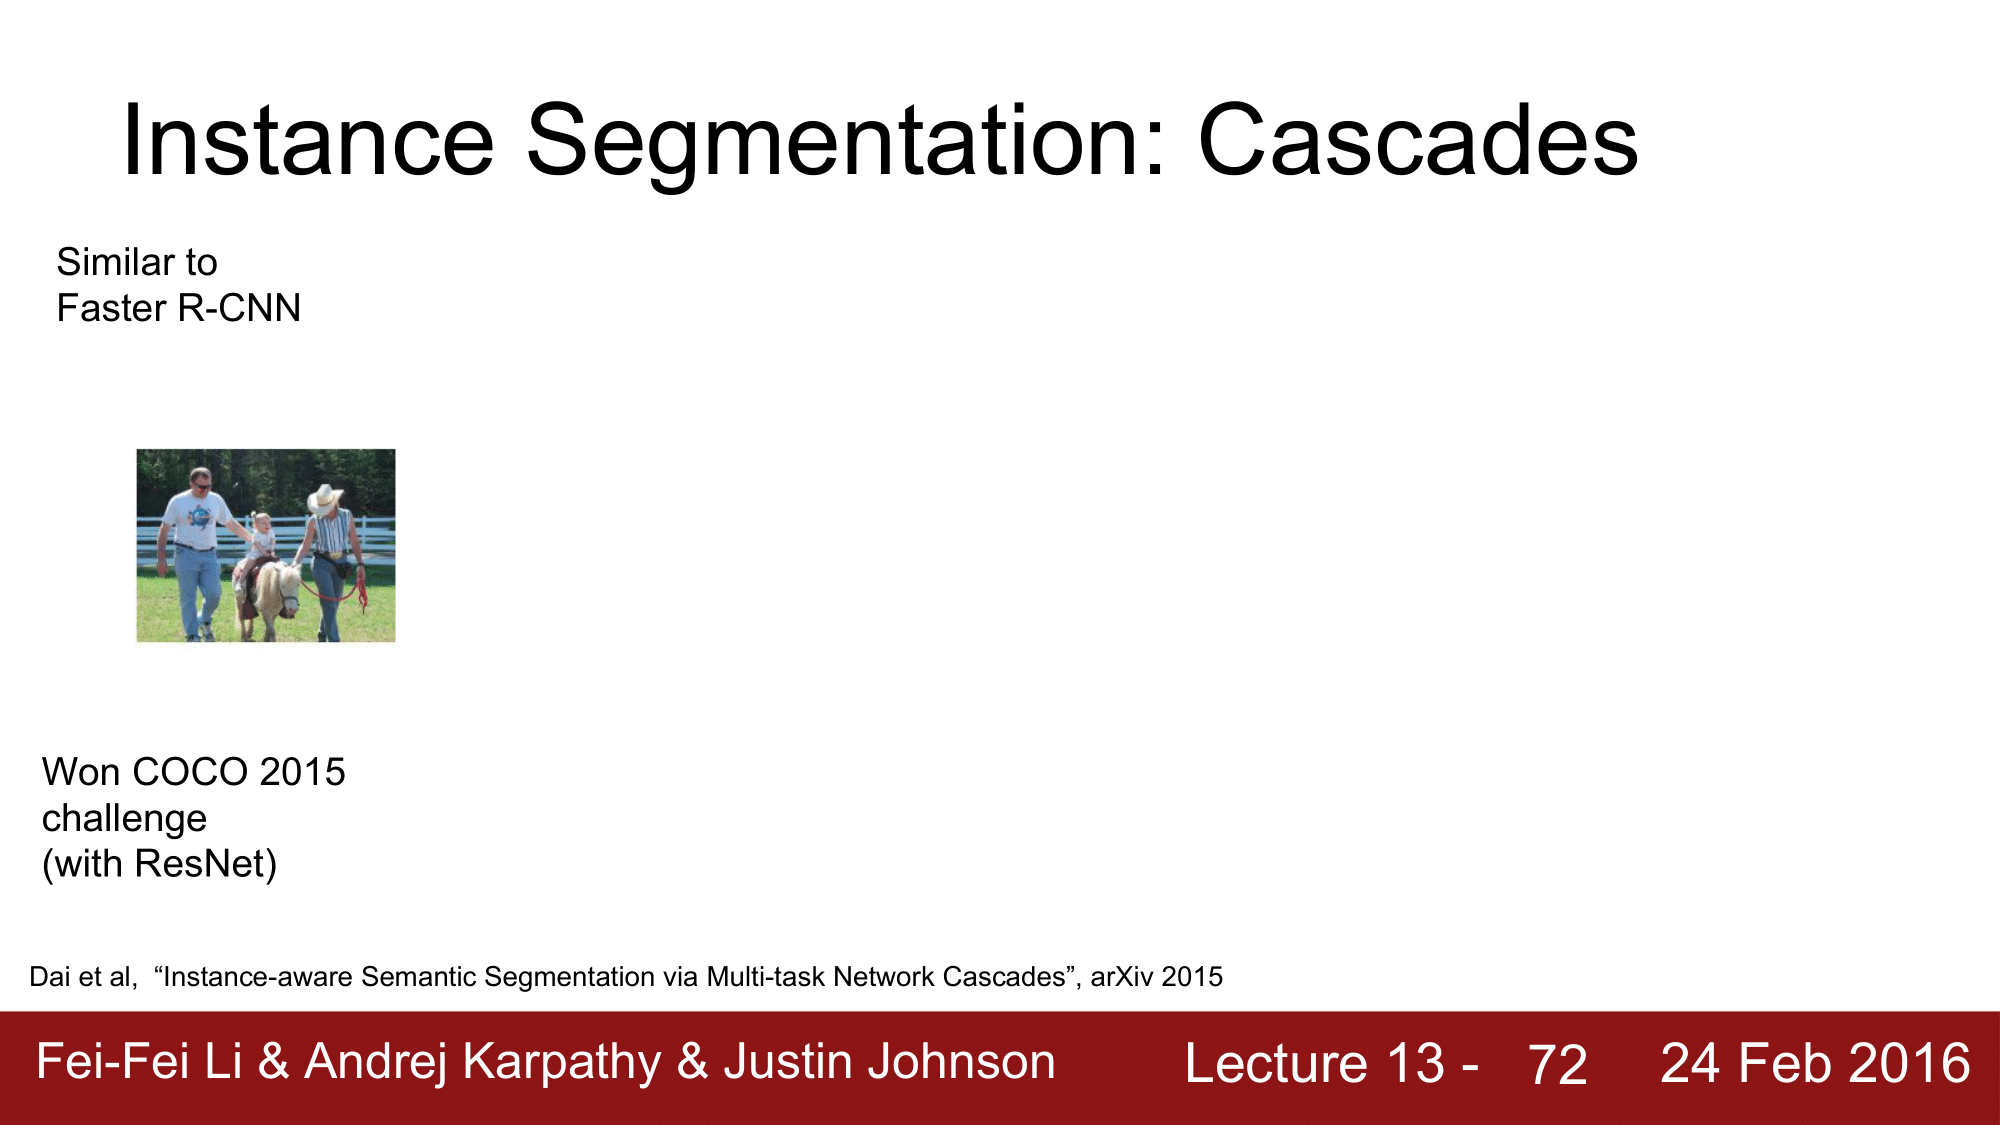 Instance Segmentation: Cascades
Similar to
Faster R-CNN
Won COCO 2015
challenge
(with ResNet)
Dai et al,  “Instance-aware Semantic Segmentation via Multi-task Network Cascades”, arXiv 2015
Fei-Fei Li & Andrej Karpathy & Justin Johnson Lecture 13 - 72 24 Feb 2016